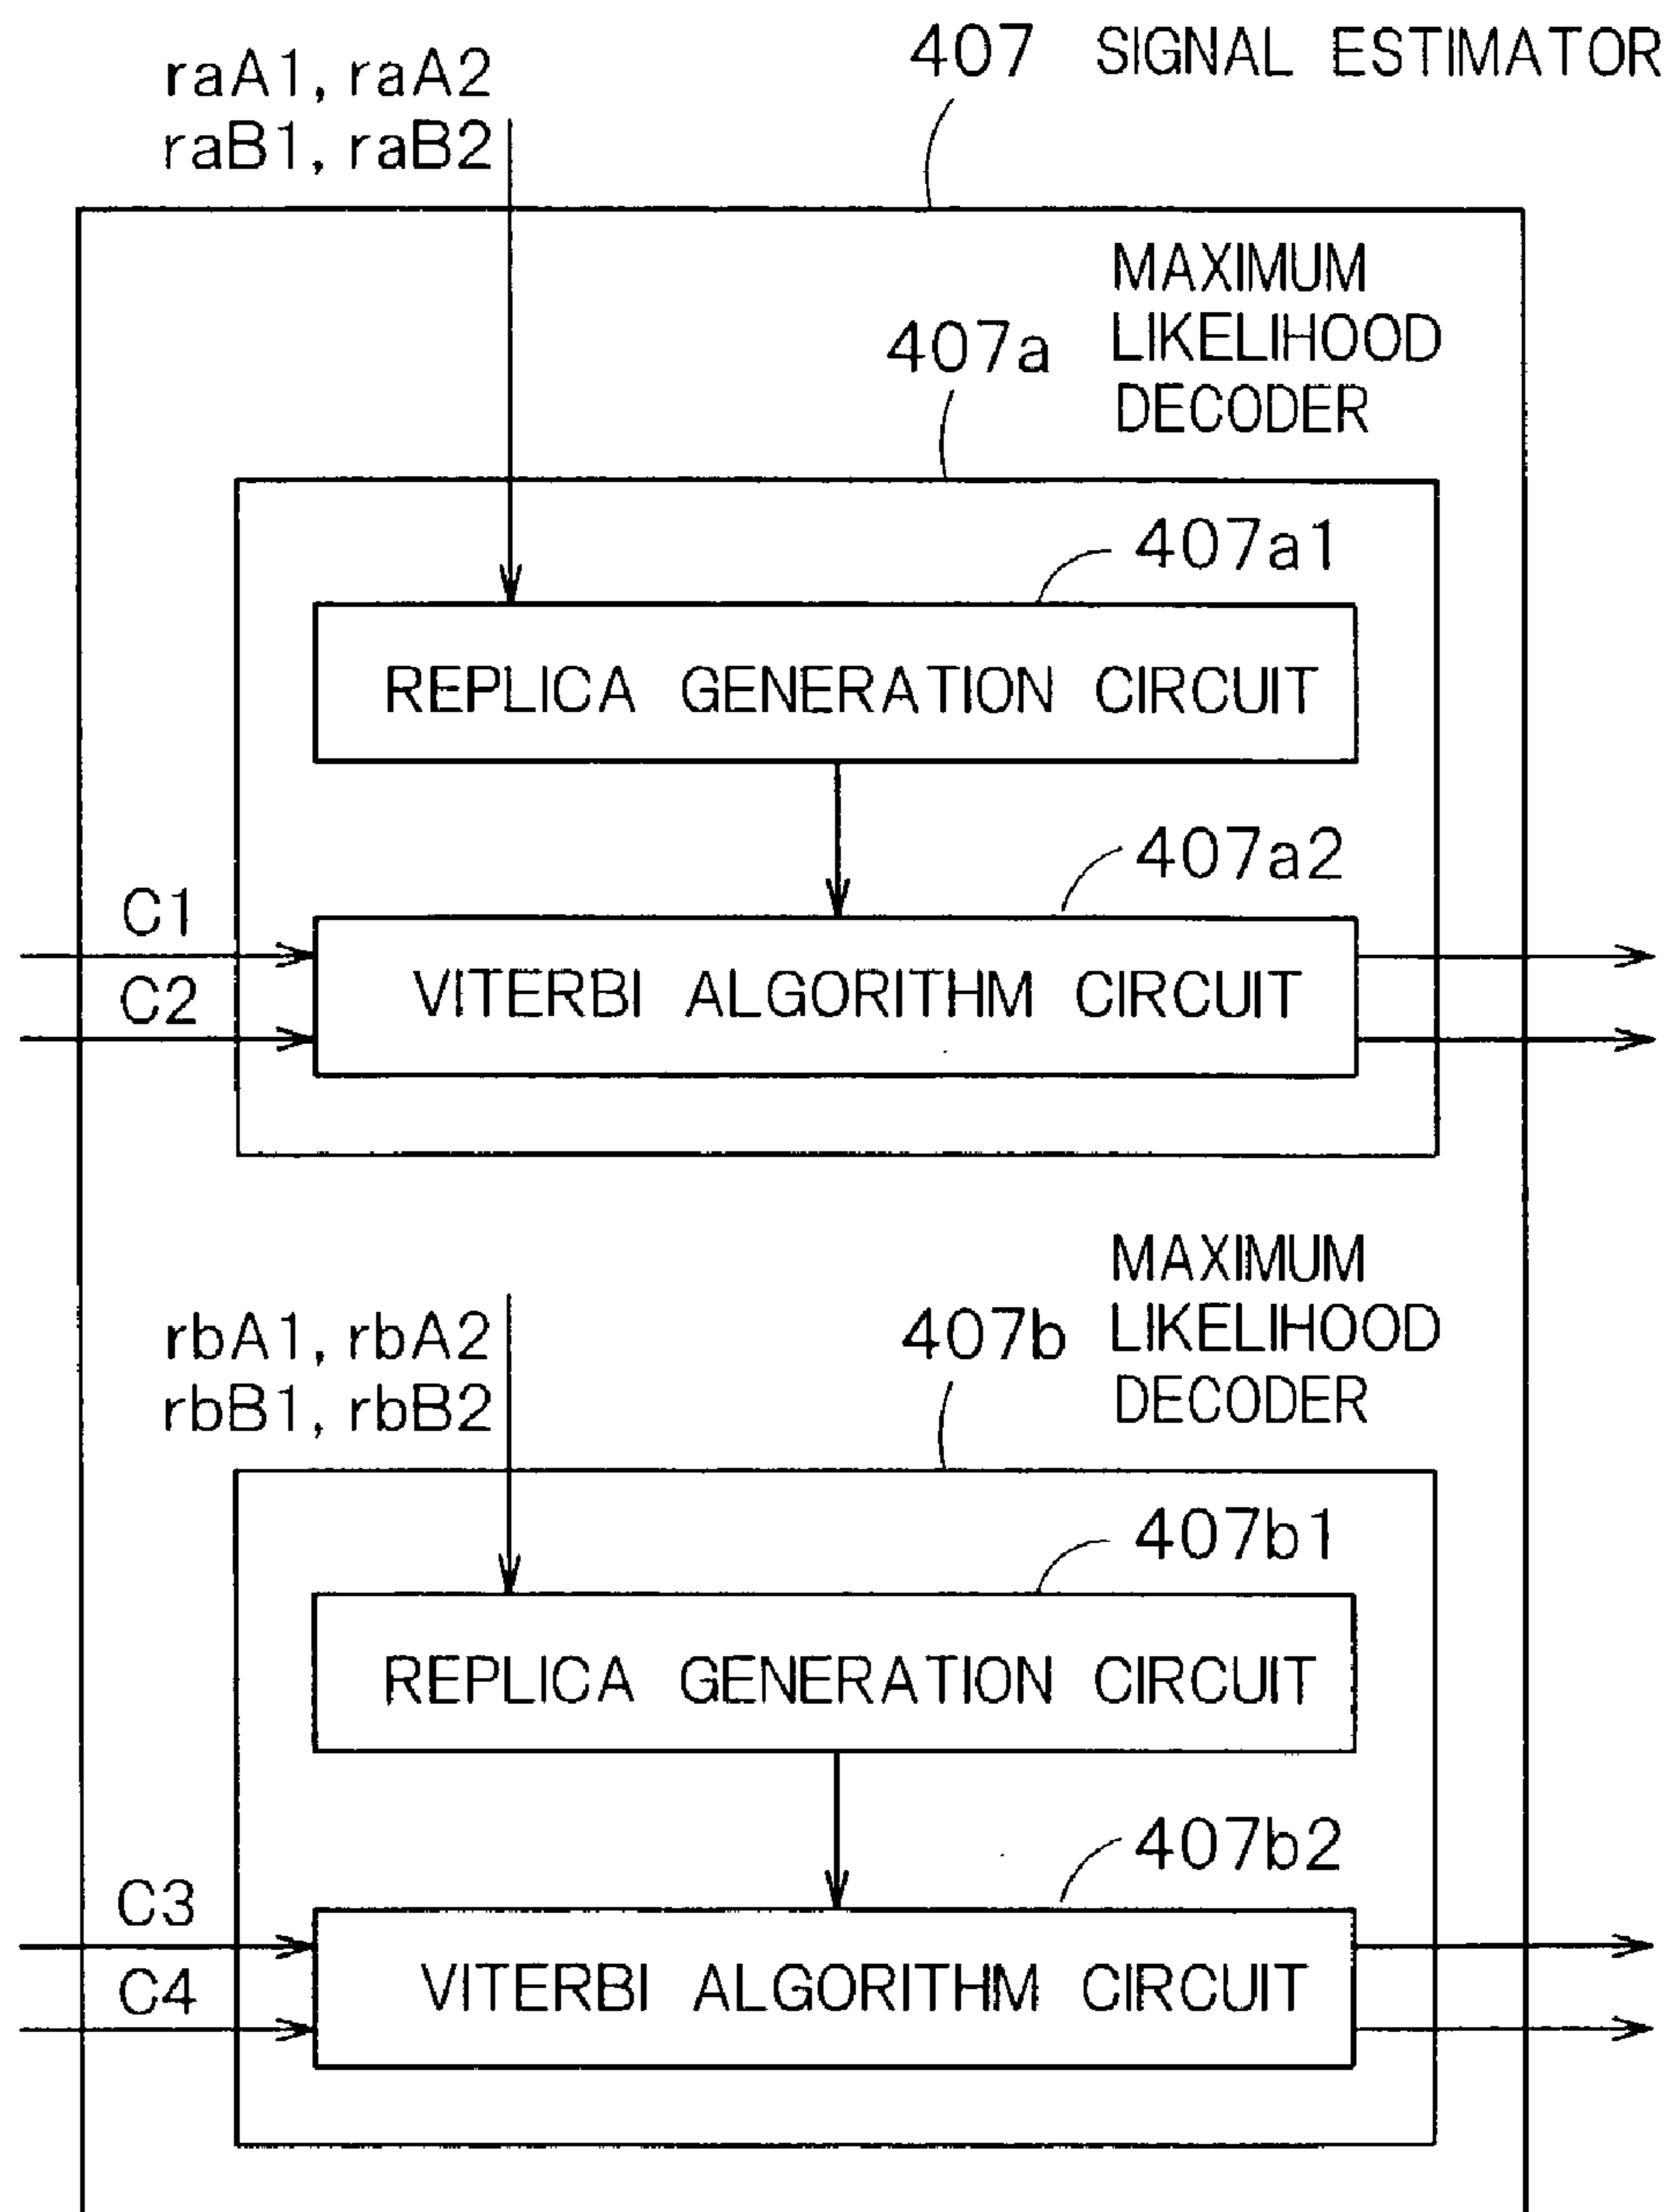 407 SIGNAL ESTIMATOR
raA1, raA2
raB1, raB2
MAXIMUM
LIKELIHOOD
DECODER
407a
407a1
REPLICA GENERATION CIRCUIT
407a2
C1
C2
VITERBI ALGORITHM CIRCUIT
MAXIMUM
LIKELIHOOD
DECODER
407b
rbA1, rbA2
rbB1, rbB2
407b1
REPLICA GENERATION CIRCUIT
407b2
C3
C4
VITERBI ALGORITHM CIRCUIT